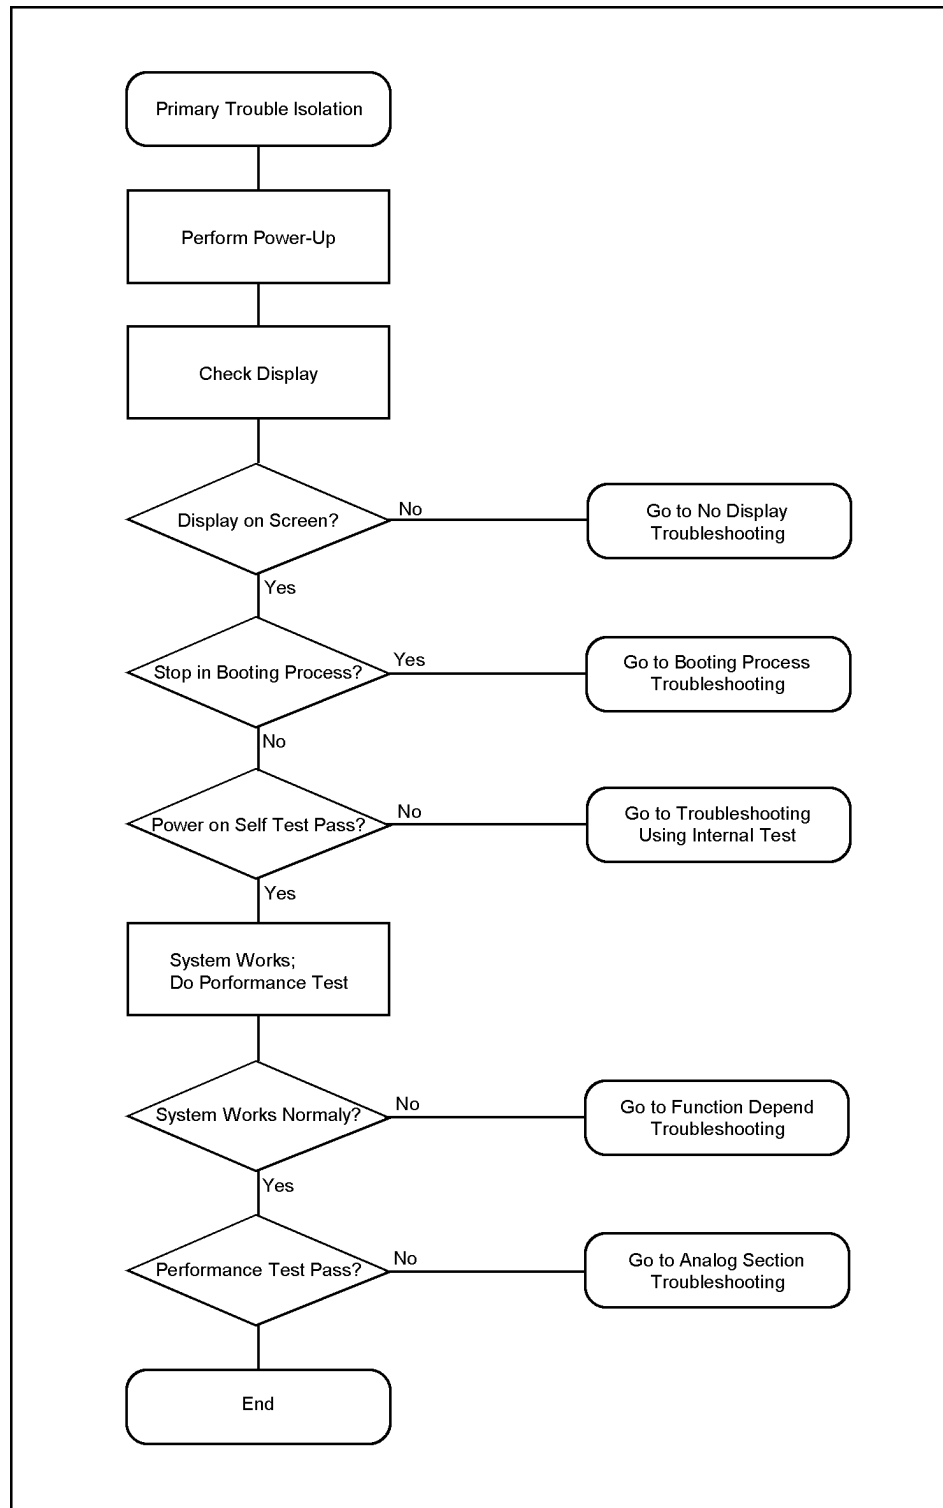 Primary Trouble Isolation
Perform Power-Up
Check Display
Display on Screen?
No
Go to No Display
Troubleshooting
Yes
Stop in Booting Process?
Yes
Go to Booting Process
Troubleshooting
No
Power on Self Test Pass?
No
Go to Troubleshooting
Using Internal Test
Yes
System Works;
Do Porformance Test
System Works Normaly?
No
Go to Function Depend
Troubleshooting
Yes
Performance Test Pass?
No
Go to Analog Section
Troubleshooting
End